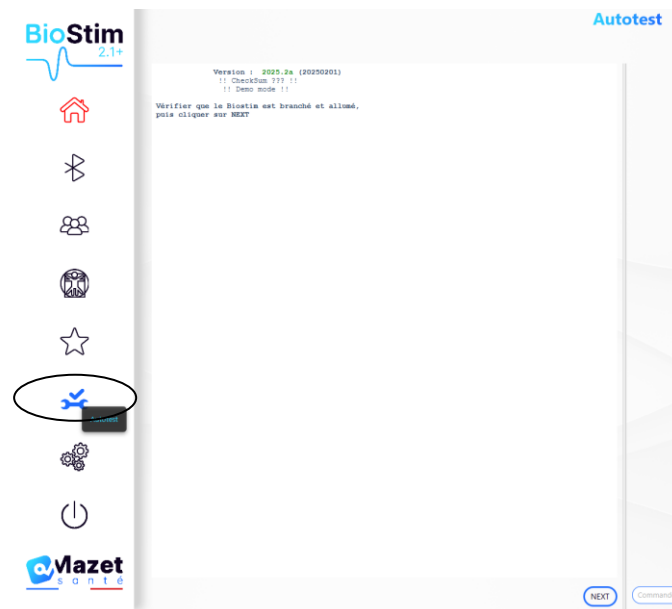 Autotest
BioStim
2.1+
Version : 2025.2a (20250201)
!! CheckSum ??? !!
!! Demo mode !!
Vérifier que le Biostim est branché et allumé,
puis cliquer sur NEXT
Autotest
Mazet
santé
NEXT